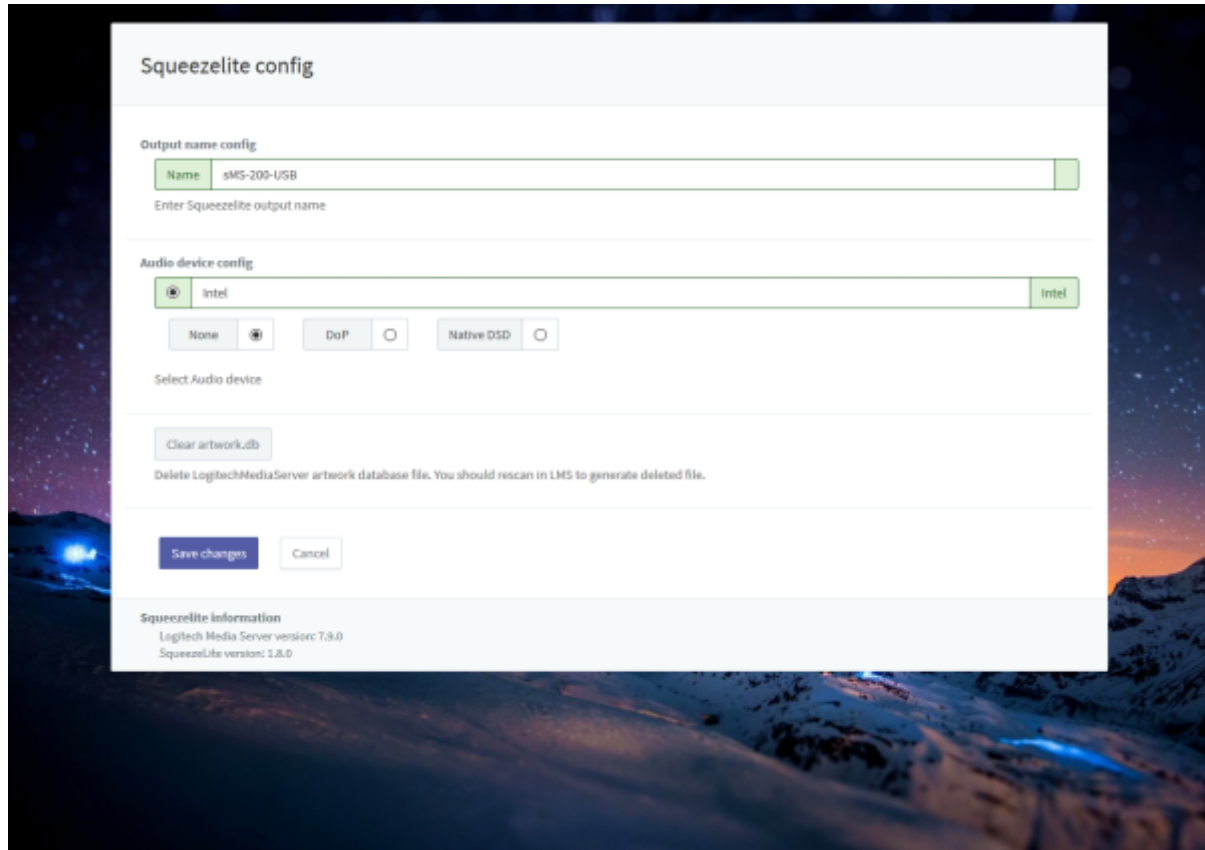 Squeezelite config
Output name config
Name sMS-200-USB
Enter Squeezelite output name
Audio device config
Intel Intel
None DoP Native DSD
Select Audio device
Clear artwork.db
Delete LogitechMediaServer artwork database file. You should rescan in LMS to generate deleted file.
Save changes Cancel
Squeezelite information
Logitech Media Server version: 7.9.0
SqueezeLite version: 1.8.0